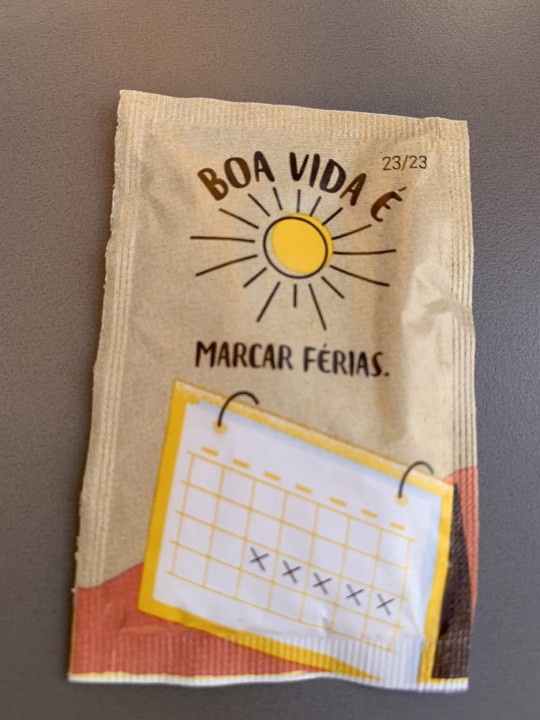 BOA VIDA É
23/23
MARCAR FÉRIAS.
X X X X X